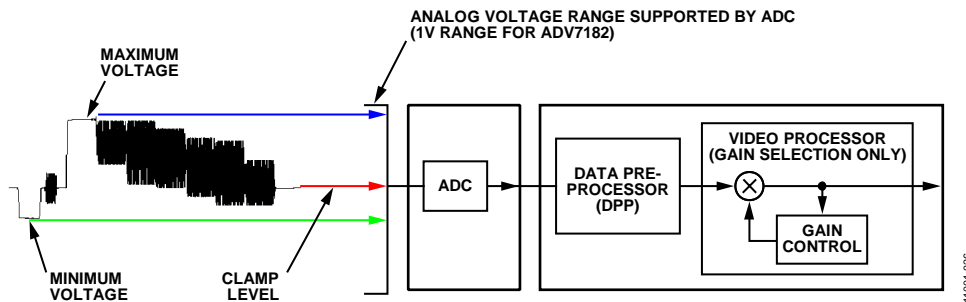 ANALOG VOLTAGE RANGE SUPPORTED BY ADC
(1V RANGE FOR ADV7182)
MAXIMUM
VOLTAGE
VIDEO PROCESSOR
(GAIN SELECTION ONLY)
ADC
DATA PRE-
PROCESSOR
(DPP)
GAIN
CONTROL
MINIMUM
VOLTAGE
CLAMP
LEVEL